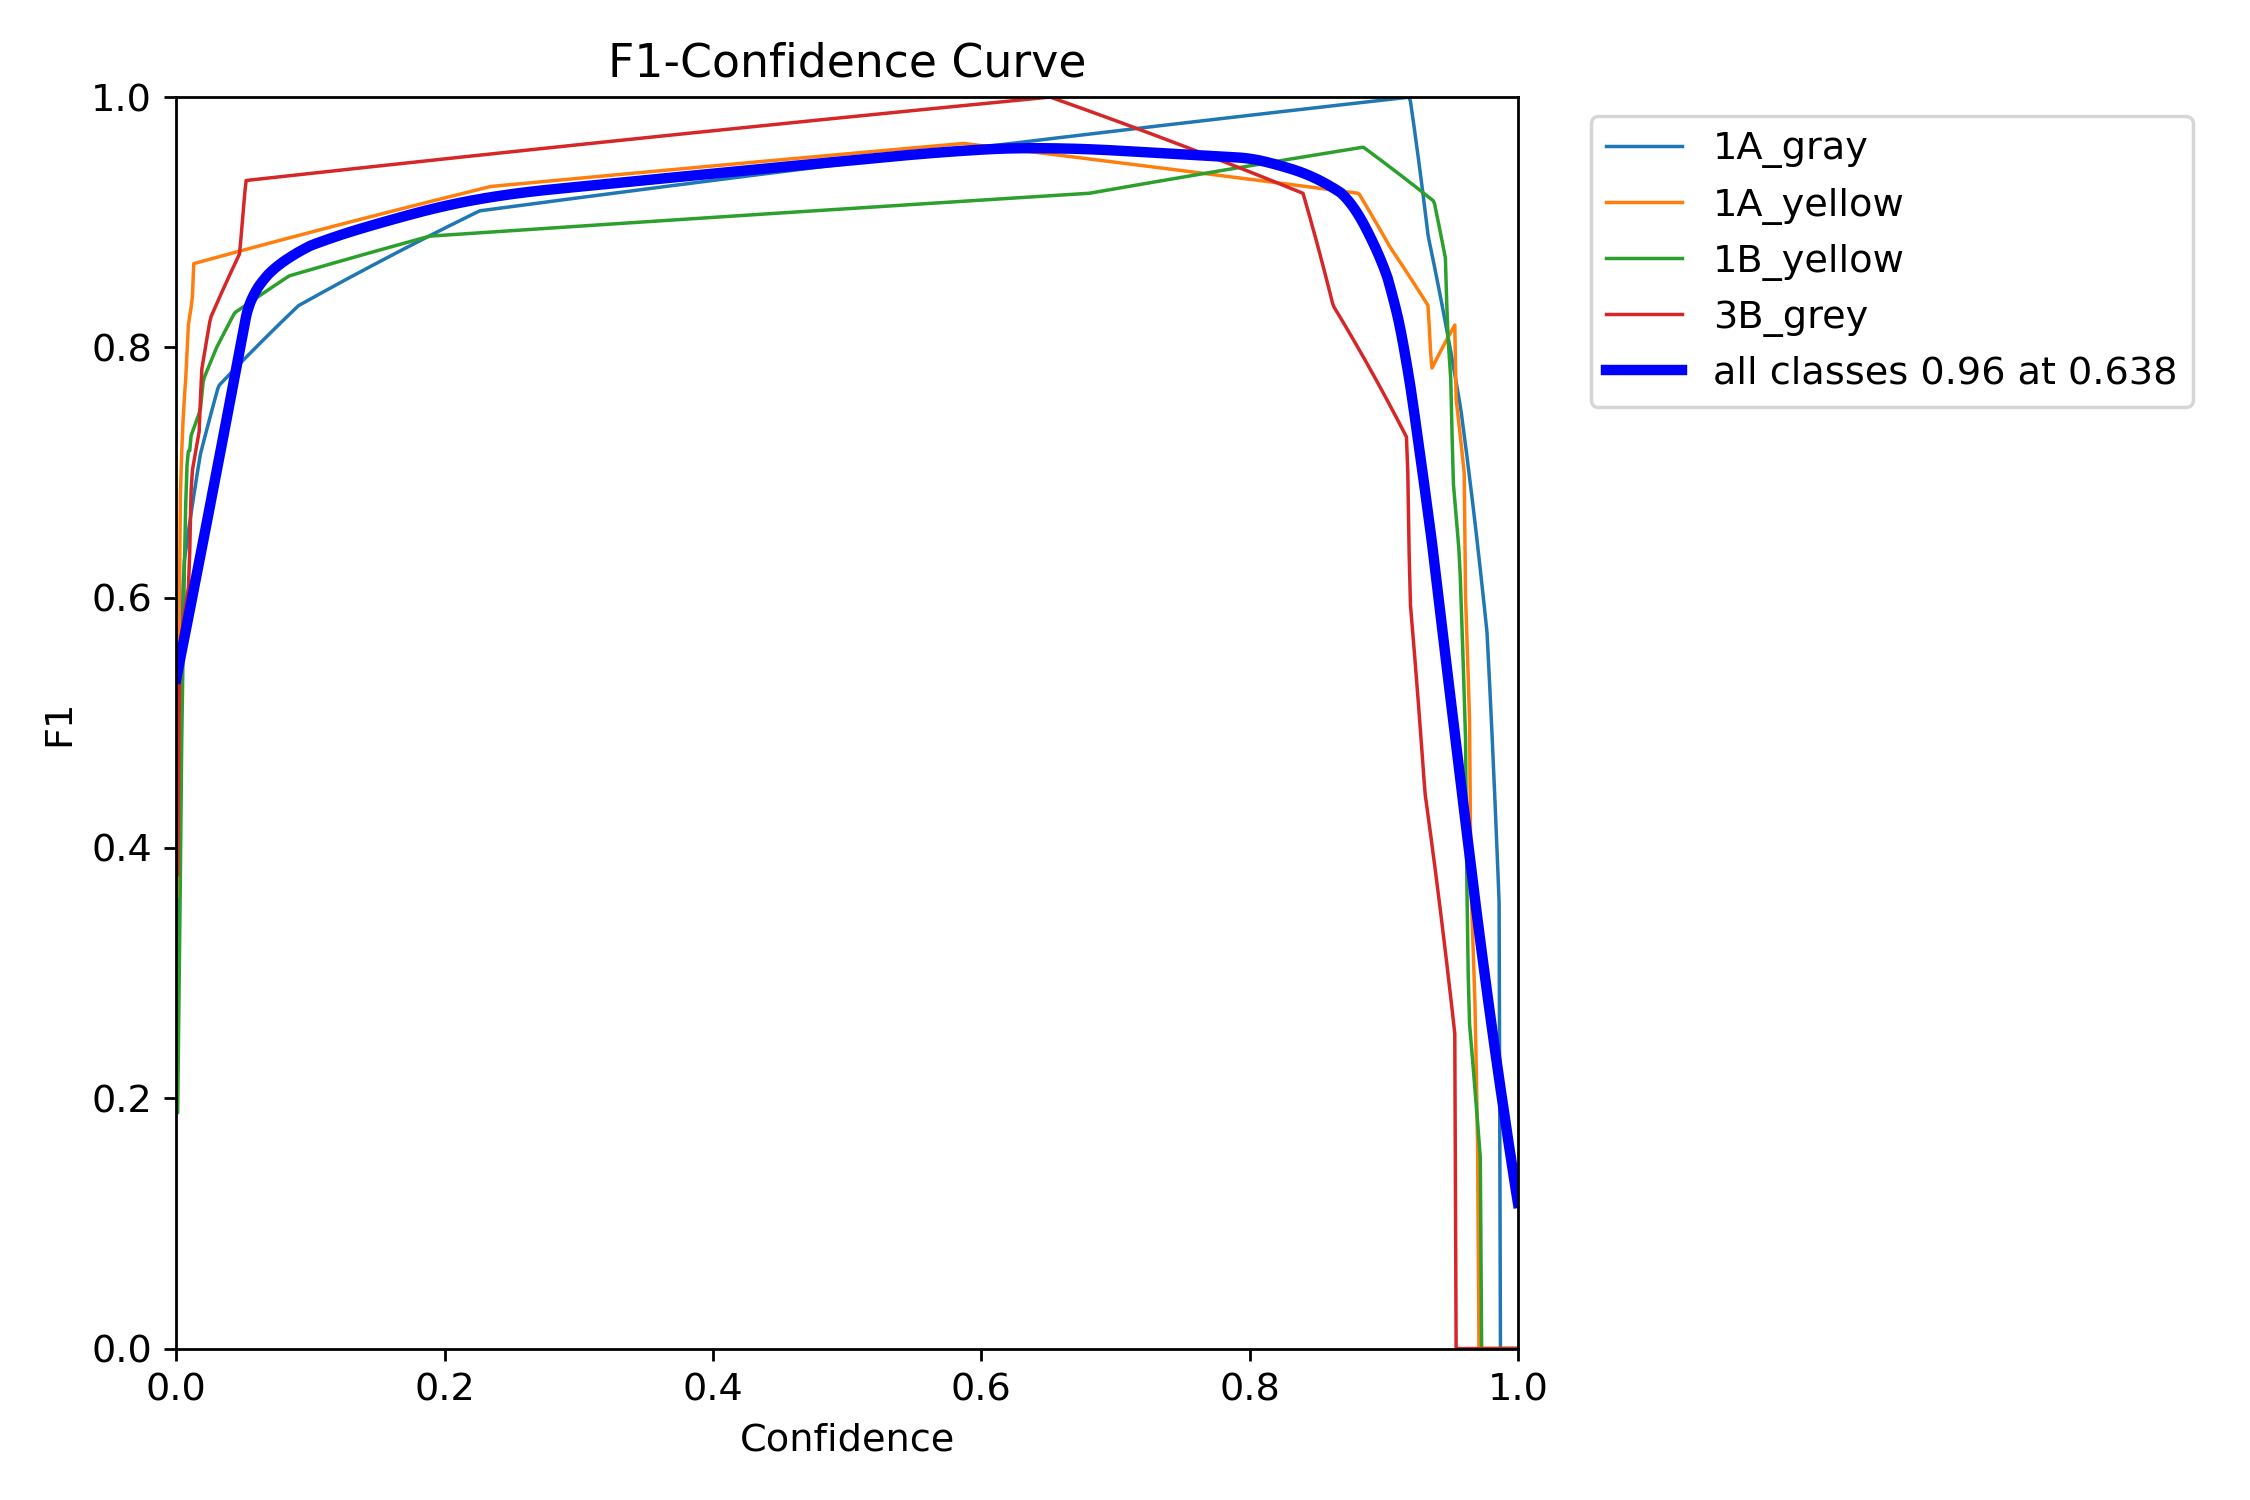 F1-Confidence Curve
1.0
0.8
0.6
0.4
0.2
0.0
F1
0.0 0.2 0.4 0.6 0.8 1.0
Confidence
1A_gray
1A_yellow
1B_yellow
3B_grey
all classes 0.96 at 0.638